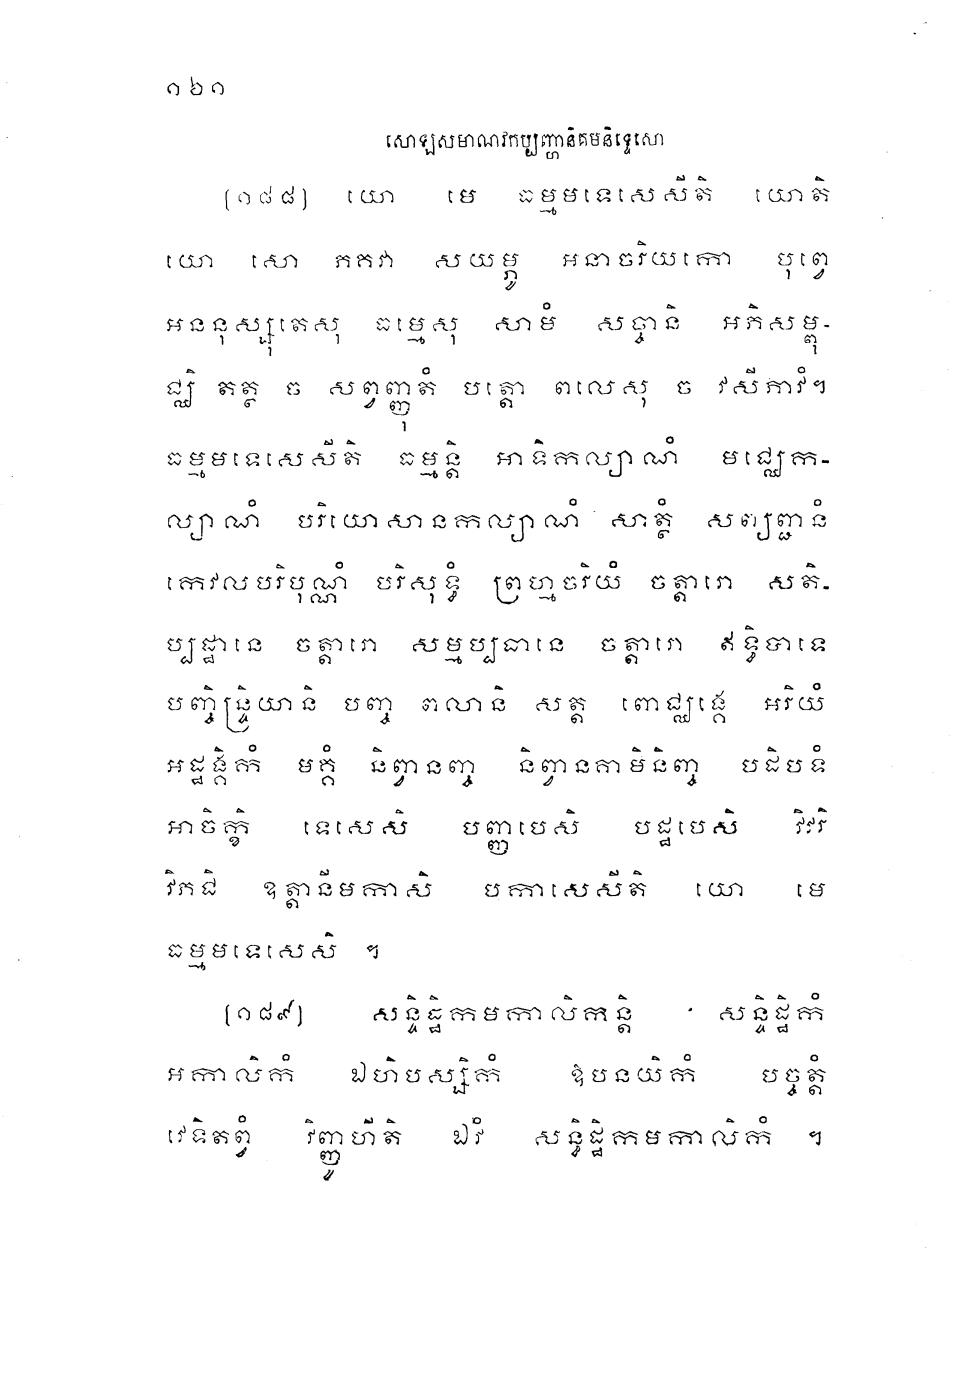 ១៦១
សោឡសមាណវកប្បញ្ហានិគមនិទ្ទេសោ
(១៨៨) យោ មេ ធម្មមទេសេសីតិ យោតិ
យោ សោ ភគវា សយម្ភូ អនាចរិយកោ បុព្វេ
អននុស្សុតេសុ ធម្មេសុ សាមំ សច្ចានិ អភិសម្ពុ-
ជ្ឈិ តត្ថ ច សព្វញ្ញុតំ បត្តោ ពលេសុ ច វសីភាវំ។
ធម្មមទេសេសីតិ ធម្មន្តិ អាទិកល្យាណំ មជ្ឈេក-
ល្យាណំ បរិយោសានកល្យាណំ សាត្ថំ សព្យញ្ជនំ
កេវលបរិបុណ្ណំ បរិសុទ្ធំ ព្រហ្មចរិយំ ចត្តារោ សតិ-
ប្បដ្ឋានេ ចត្តារោ សម្មប្បធានេ ចត្តារោ ឥទ្ធិបាទេ
បញ្ចិន្ទ្រិយានិ បញ្ច ពលានិ សត្ត ពោជ្ឈង្គេ អរិយំ
អដ្ឋង្គិកំ មគ្គំ និព្វានញ្ច និព្វានគាមិនិញ្ច បដិបទំ
អាចិក្ខិ ទេសេសិ បញ្ញបេសិ បដ្ឋបេសិ វិវរិ
វិភជិ ឧត្តានីមកាសិ បកាសេសីតិ យោ មេ
ធម្មមទេសេសិ ។
(១៨៩) សន្ទិដ្ឋិកមកាលិកន្តិ សន្ទិដ្ឋិកំ
អកាលិកំ ឯហិបស្សិកំ ឱបនយិកំ បច្ចត្តំ
វេទិតព្វំ វិញ្ញូហីតិ ឯវំ សន្ទិដ្ឋិកមកាលិកំ ។